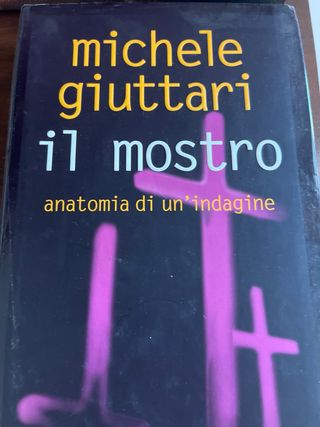 michele
giuttari
il mostro
anatomia di un'indagine